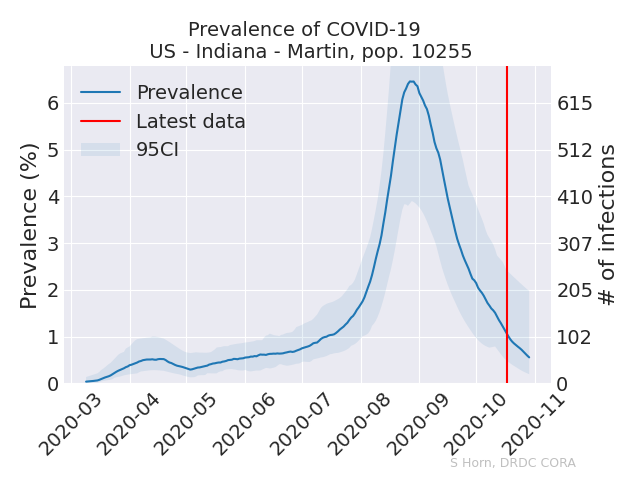 Prevalence of COVID-19
US - Indiana - Martin, pop. 10255
Prevalence
Latest data
95CI
Prevalence (%)
6
5
4
3
2
1
0
615
512
410
307
205
102
0
# of infections
2020-03
2020-04
2020-05
2020-06
2020-07
2020-08
2020-09
2020-10
2020-11
S Horn, DRDC CORA